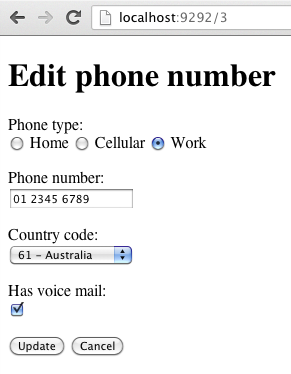 localhost:9292/3
Edit phone number
Phone type:
Home Cellular Work
Phone number:
01 2345 6789
Country code:
61 - Australia
Has voice mail:
Update Cancel